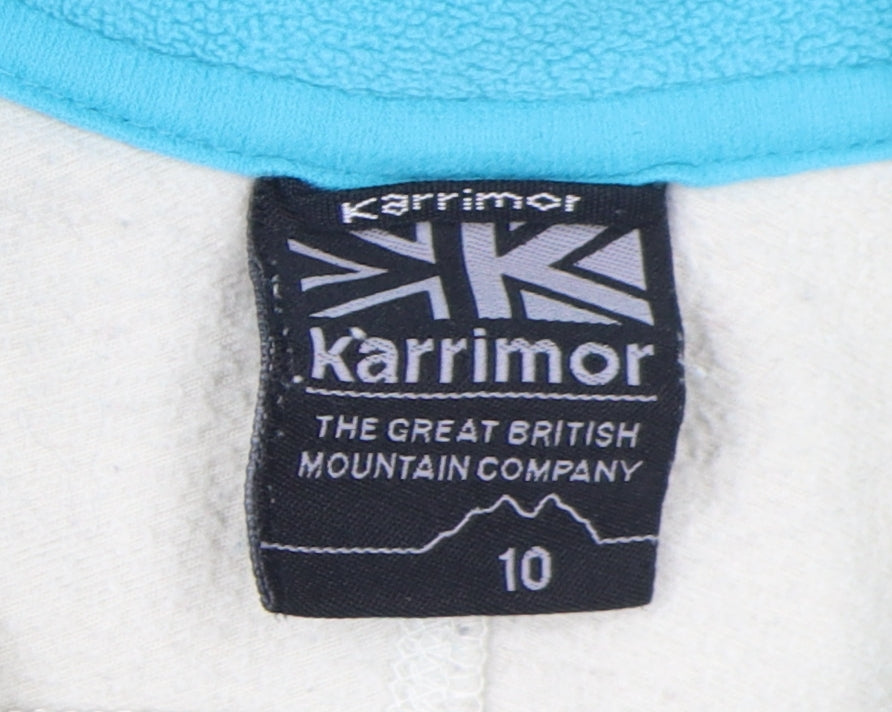 karrimor
karrimor
THE GREAT BRITISH
MOUNTAIN COMPANY
10